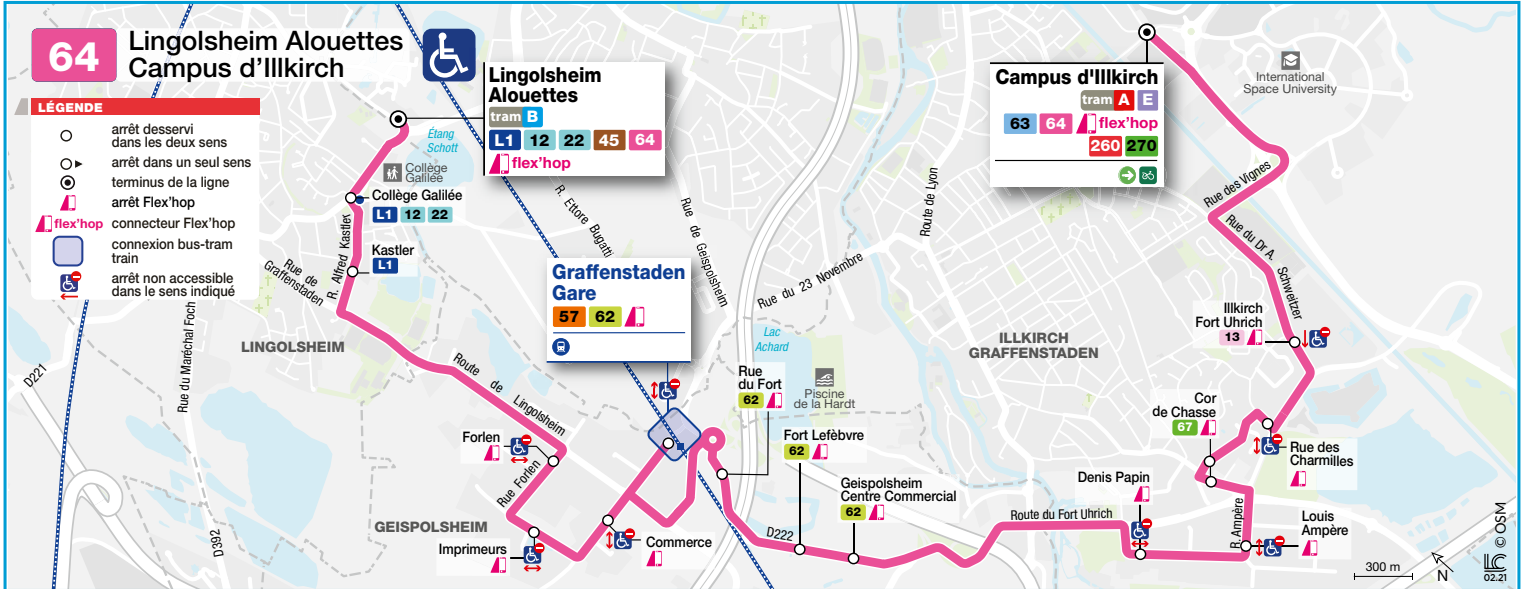 64
Lingolsheim Alouettes
Campus d'Illkirch
LÉGENDE
arrêt desservi
dans les deux sens
arrêt dans un seul sens
terminus de la ligne
arrêt Flex'hop
flex'hop connecteur Flex'hop
connexion bus-tram
train
arrêt non accessible
dans le sens indiqué
Lingolsheim
Alouettes
tram B
L1 12 22 45 64
flex'hop
Étang
Schott
Collège
Galilée
Collège Galilée
L1 12 22
Kastler
L1
R. Alfred Kastler
Rue de
Graffenstaden
LINGOLSHEIM
Rue du Maréchal Foch
D221
D392
Route de
Lingolsheim
Forlen
Rue Forlen
GEISPOLSHEIM
Imprimeurs
Commerce
R. Ettore Bugatti
Rue de Geispolsheim
Graffenstaden
Gare
57 62
Rue du 23 Novembre
Route de Lyon
Lac
Achard
Rue
du Fort
62
Piscine
de la Hardt
Fort Lefèbvre
62
Geispolsheim
Centre Commercial
62
D222
Route du Fort Uhrich
Denis Papin
R. Ampère
Louis
Ampère
Cor
de Chasse
67
Rue des
Charmilles
ILLKIRCH
GRAFFENSTADEN
Illkirch
Fort Uhrich
13
Rue du Dr A. Schweitzer
Rue des Vignes
Campus d'Illkirch
tram A E
63 64 flex'hop
260 270
International
Space University
300 m
N
© OSM
LC
02.21